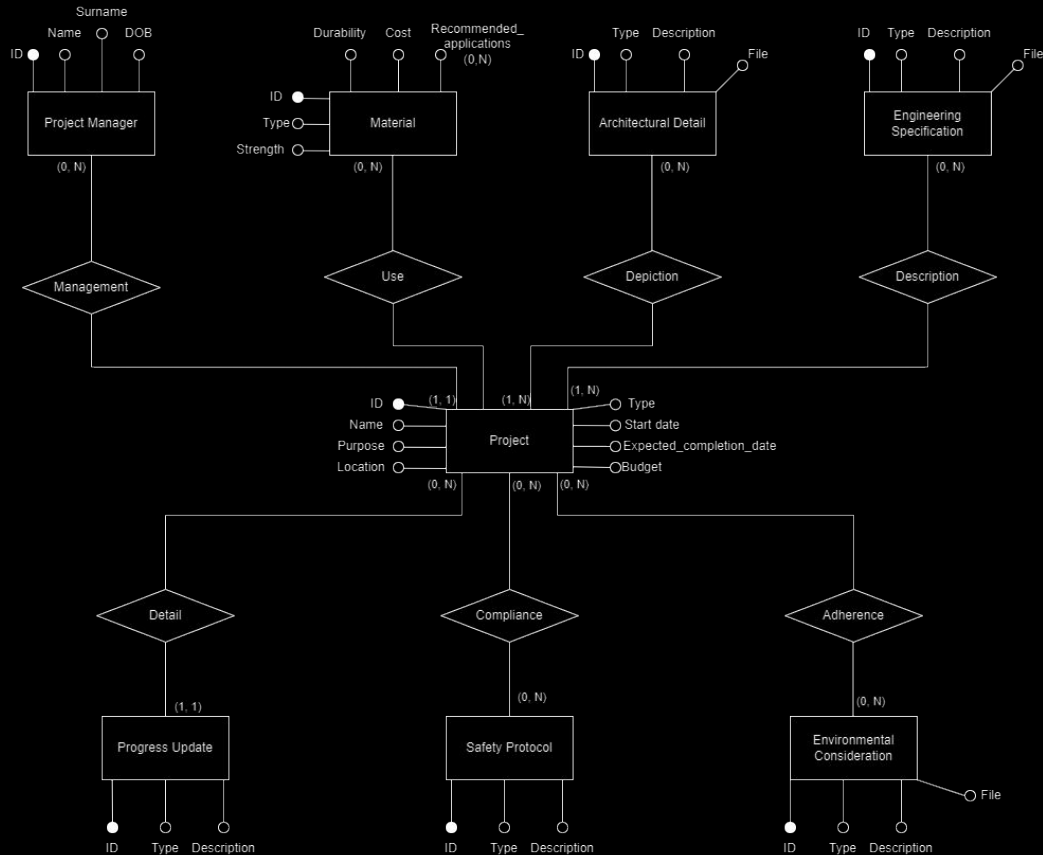 Surname
Name
DOB
ID
Project Manager
(0, N)
Management
Durability
Cost
Recommended_
applications
(0,N)
ID
Type
Strength
Material
(0, N)
Use
ID
Type
Description
File
Architectural Detail
(0, N)
Depiction
ID
Type
Description
File
Engineering
Specification
(0, N)
Description
(1, 1)
(1, N)
(1, N)
ID
Name
Purpose
Location
Project
Type
Start date
Expected_completion_date
Budget
(0, N)
(0, N)
(0, N)
Detail
Compliance
Adherence
(1, 1)
(0, N)
(0, N)
Progress Update
Safety Protocol
Environmental
Consideration
File
ID
Type
Description
ID
Type
Description
ID
Type
Description